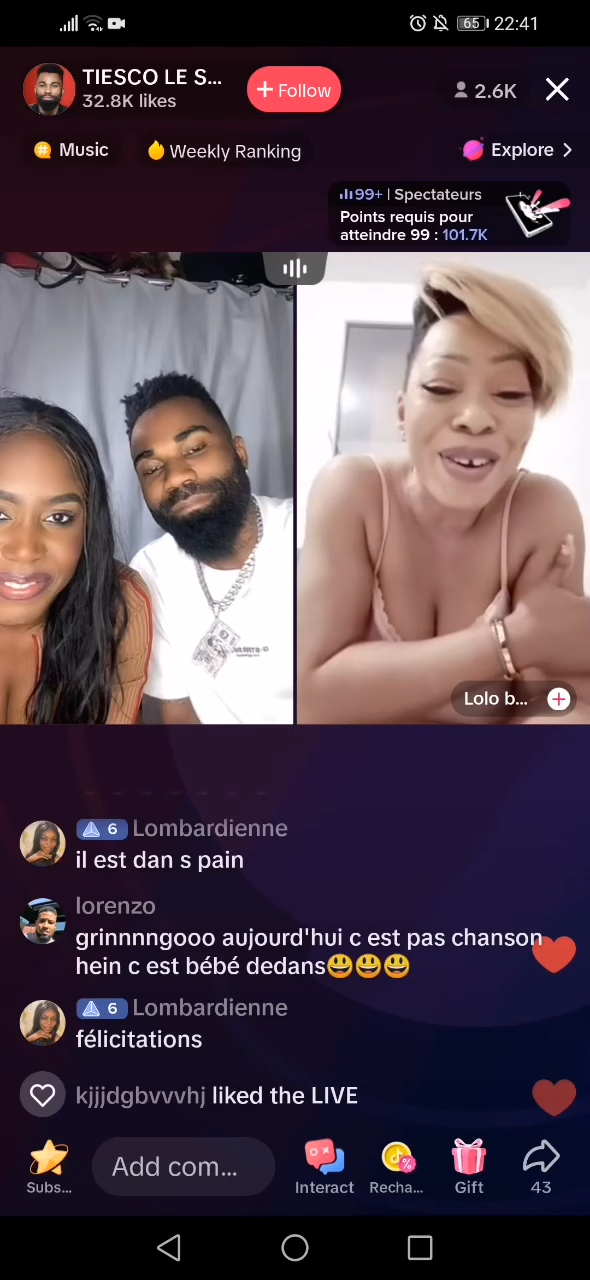 65 22:41
TIESCO LE S...
32.8K likes
+ Follow
2.6K
Music
Weekly Ranking
Explore
99+ | Spectateurs
Points requis pour
atteindre 99 : 101.7K
Lolo b...
6 Lombardienne
il est dan s pain
lorenzo
grinnnngooo aujourd'hui c est pas chanson
hein c est bébé dedans😃😃😃
6 Lombardienne
félicitations
kjjjdgbvvvhj liked the LIVE
Add com...
Subs...
Interact
Recha...
Gift
43